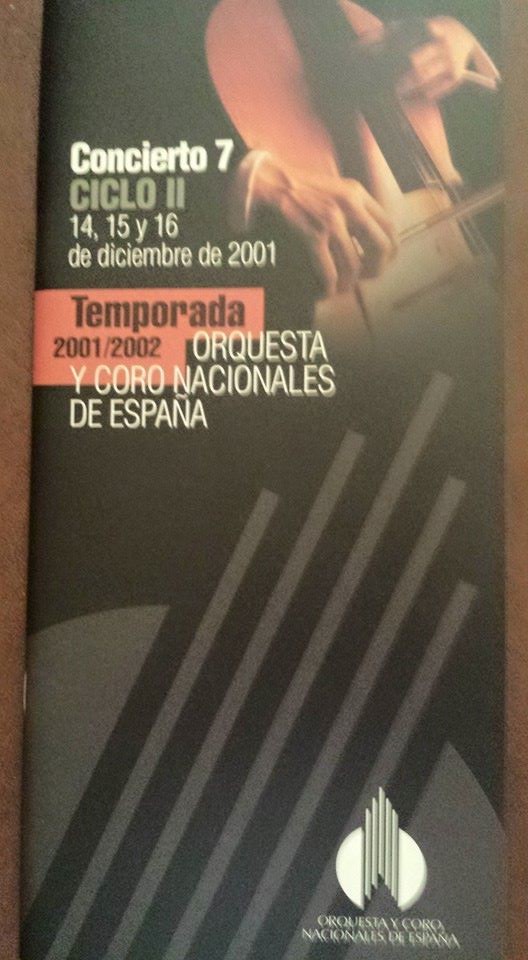 Concierto 7
CICLO II
14, 15 y 16
de diciembre de 2001
Temporada
2001/2002 ORQUESTA
Y CORO NACIONALES
DE ESPAÑA
ORQUESTA Y CORO
NACIONALES DE ESPAÑA